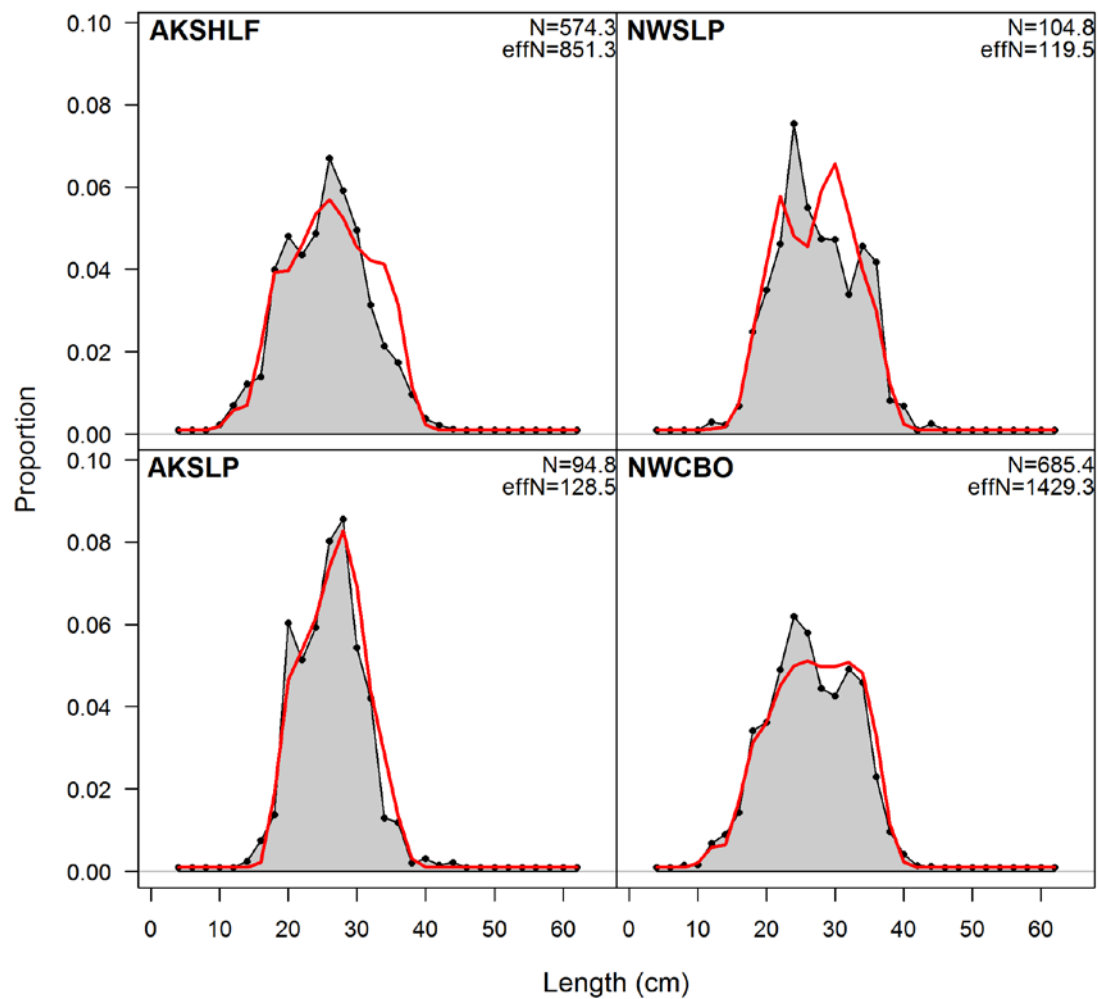 AKSHLF
N=574.3
effN=851.3
NWSLP
N=104.8
effN=119.5
0.10
0.08
0.06
0.04
0.02
0.00
AKSLP
N=94.8
effN=128.5
NWCBO
N=685.4
effN=1429.3
0.10
0.08
0.06
0.04
0.02
0.00
Proportion
0 10 20 30 40 50 60 0 10 20 30 40 50 60
Length (cm)